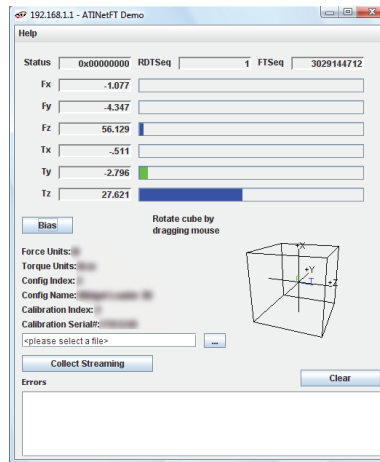 192.168.1.1 - ATINetFT Demo
Help
Status 0x00000000 RDTSeq 1 FTSeq 3029144712
Fx -1.077
Fy -4.347
Fz 56.129
Tx -.511
Ty -2.796
Tz 27.621
Bias
Rotate cube by
dragging mouse
Force Units:
Torque Units:
Config Index:
Config Name:
Calibration Index:
Calibration Serial#:
+X
+Y
+Z
<please select a file> ...
Collect Streaming
Clear
Errors